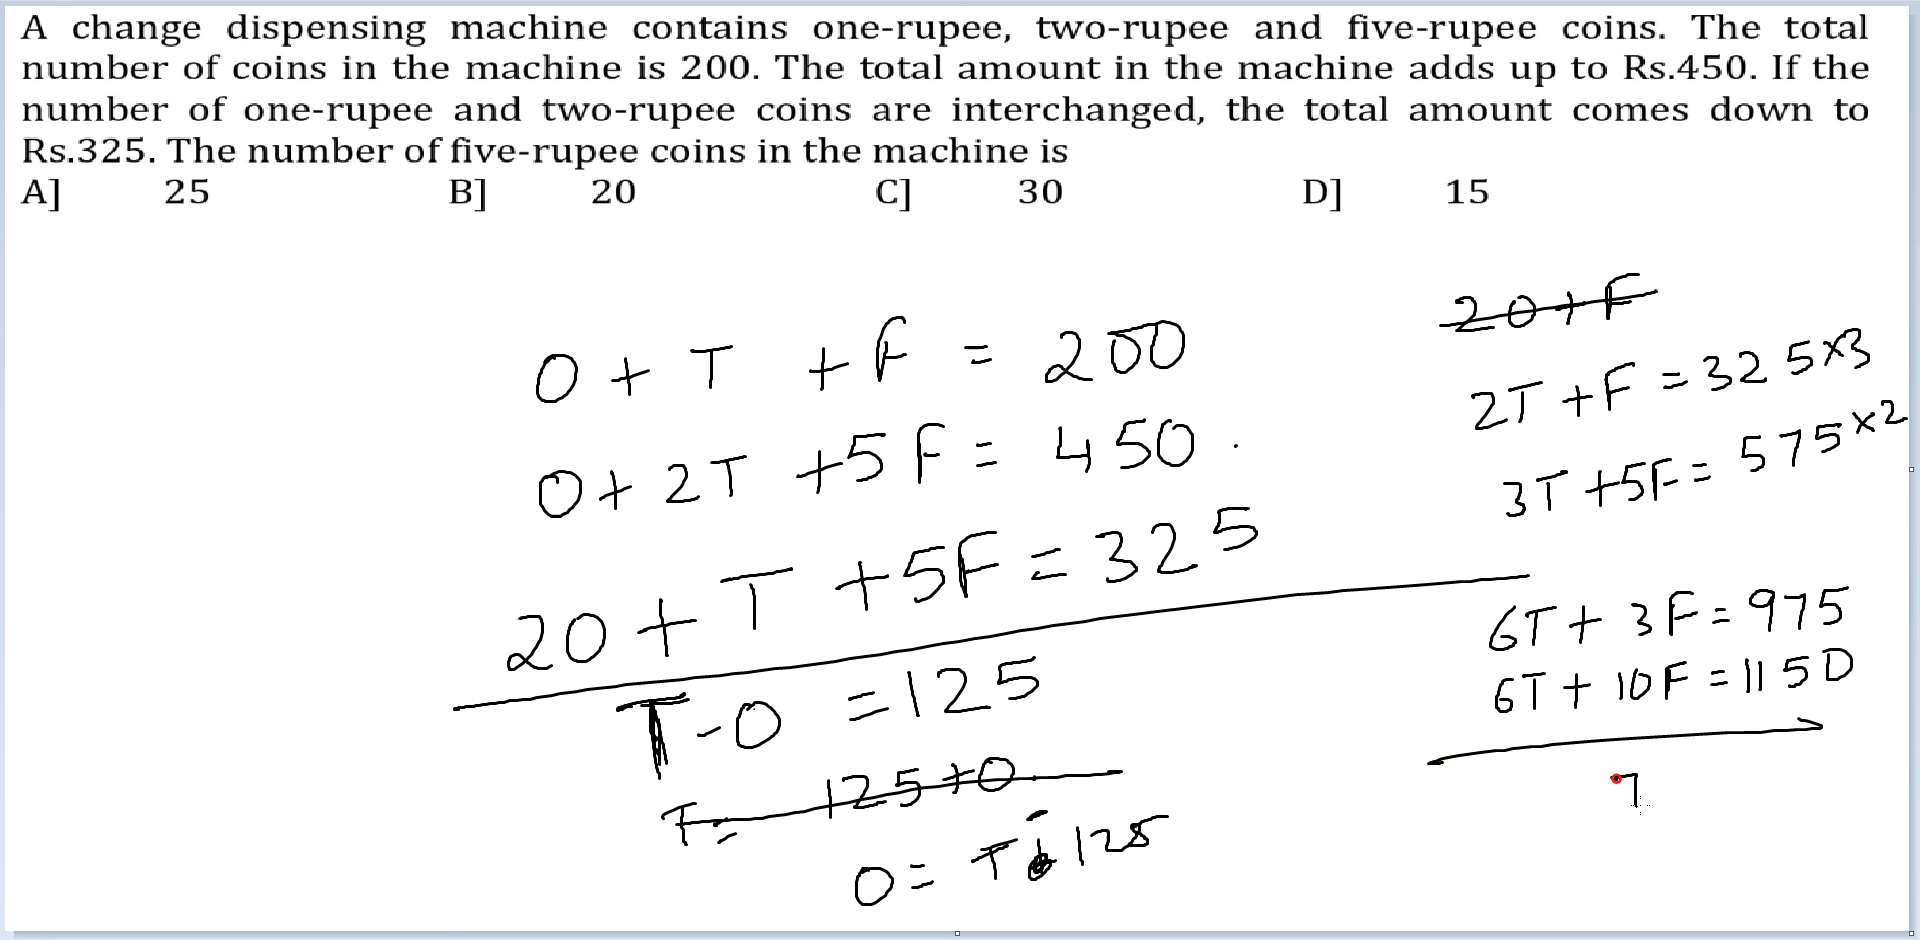 A change dispensing machine contains one-rupee, two-rupee and five-rupee coins. The total
number of coins in the machine is 200. The total amount in the machine adds up to Rs.450. If the
number of one-rupee and two-rupee coins are interchanged, the total amount comes down to
Rs.325. The number of five-rupee coins in the machine is
A] 25 B] 20 C] 30 D] 15
O + T + F = 200
O + 2T + 5F = 450.
2O + T + 5F = 325
T - O = 125
T = 125 + O
O = T - 125
2O + F
2T + F = 325 x3
3T + 5F = 575 x2
6T + 3F = 975
6T + 10F = 1150
7